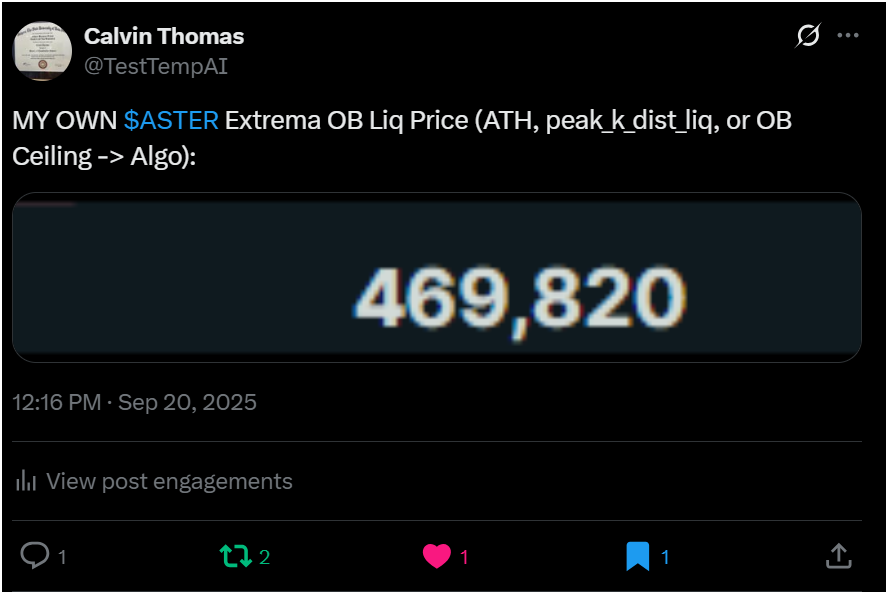 Calvin Thomas
@TestTempAI
MY OWN $ASTER Extrema OB Liq Price (ATH, peak_k_dist_liq, or OB
Ceiling -> Algo):
469,820
12:16 PM · Sep 20, 2025
View post engagements
1 2 1 1